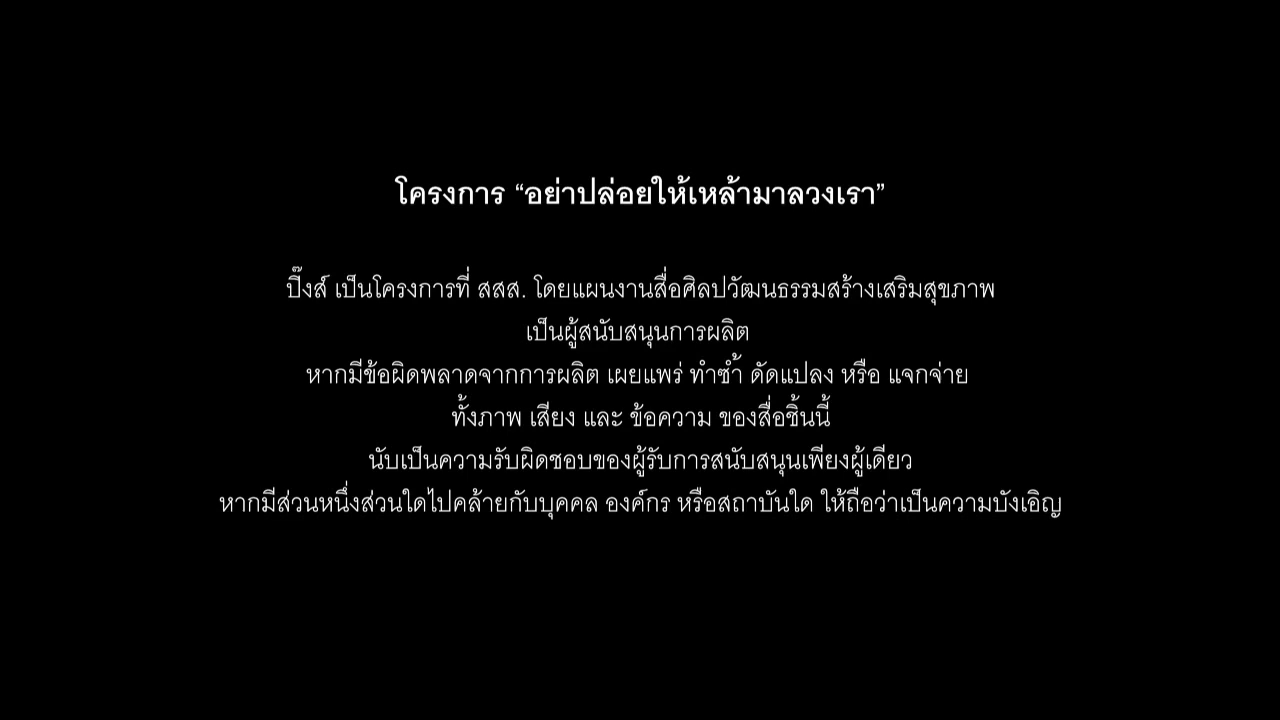 โครงการ “อย่าปล่อยให้เหล้ามาลวงเรา”
ปิ๊งส์ เป็นโครงการที่ สสส. โดยแผนงานสื่อศิลปวัฒนธรรมสร้างเสริมสุขภาพ
เป็นผู้สนับสนุนการผลิต
หากมีข้อผิดพลาดจากการผลิต เผยแพร่ ทำซ้ำ ดัดแปลง หรือ แจกจ่าย
ทั้งภาพ เสียง และ ข้อความ ของสื่อชิ้นนี้
นับเป็นความรับผิดชอบของผู้รับการสนับสนุนเพียงผู้เดียว
หากมีส่วนหนึ่งส่วนใดไปคล้ายกับบุคคล องค์กร หรือสถาบันใด ให้ถือว่าเป็นความบังเอิญ